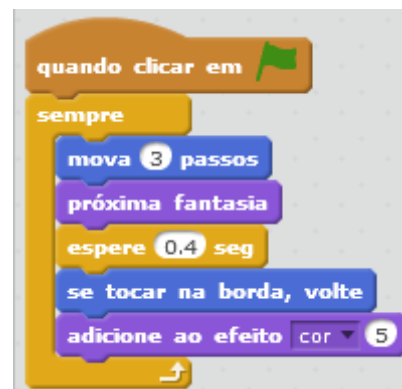 quando clicar em
sempre
mova 3 passos
próxima fantasia
espere 0.4 seg
se tocar na borda, volte
adicione ao efeito cor 5